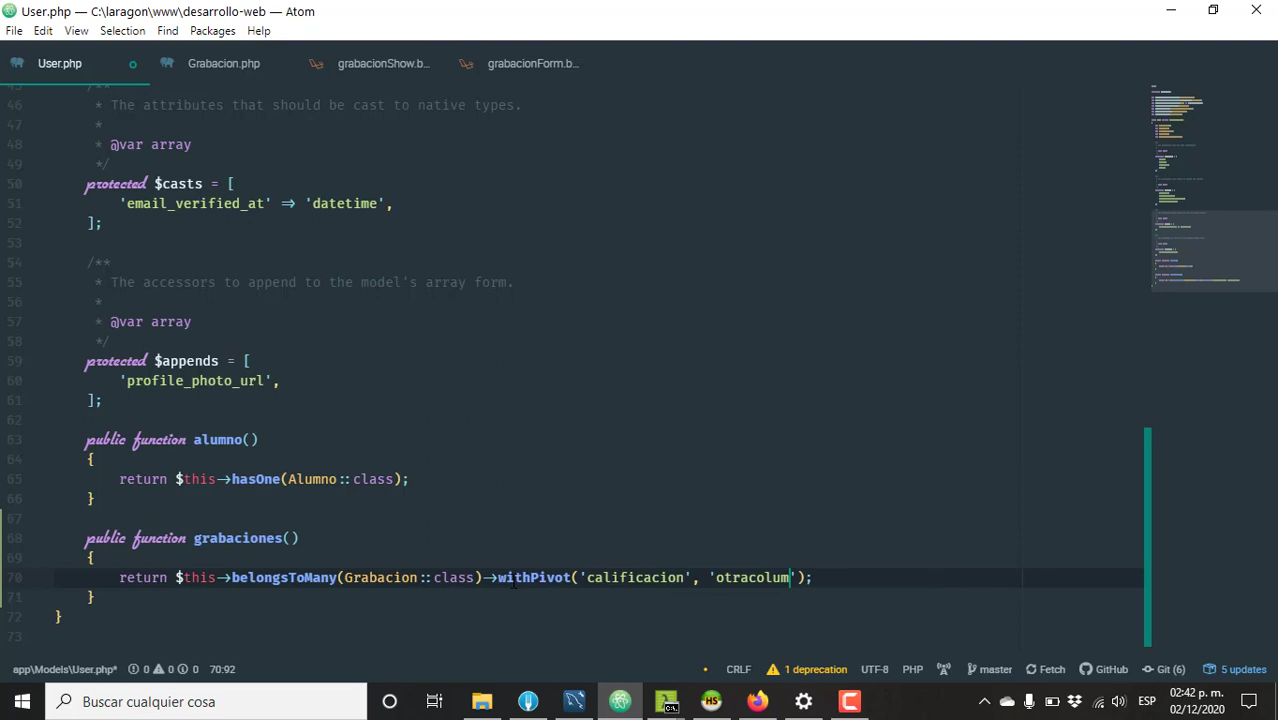 User.php — C:\laragon\www\desarrollo-web — Atom
File Edit View Selection Find Packages Help
User.php Grabacion.php grabacionShow.b... grabacionForm.b...
45 /**
46 * The attributes that should be cast to native types.
47 *
48 * @var array
49 */
50 protected $casts = [
51 'email_verified_at' => 'datetime',
52 ];
53
54 /**
55 * The accessors to append to the model's array form.
56 *
57 * @var array
58 */
59 protected $appends = [
60 'profile_photo_url',
61 ];
62
63 public function alumno()
64 {
65 return $this->hasOne(Alumno::class);
66 }
67
68 public function grabaciones()
69 {
70 return $this->belongsToMany(Grabacion::class)->withPivot('calificacion', 'otracolum');
71 }
72 }
73
app\Models\User.php* 0 0 0 70:92 CRLF 1 deprecation UTF-8 PHP master Fetch GitHub Git (6) 5 updates
Buscar cualquier cosa ESP 02:42 p. m.
02/12/2020